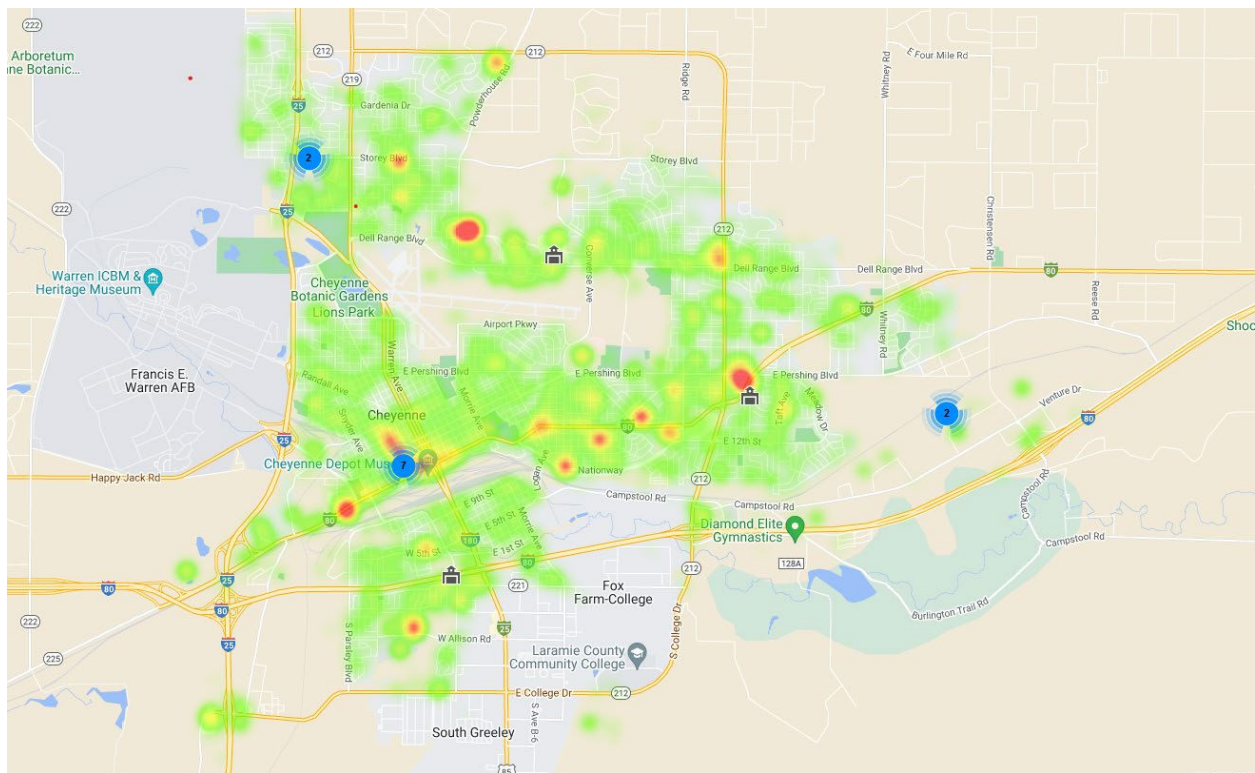 222
212
212
E Four Mile Rd
Arboretum
ne Botanic...
219
Powderhouse Rd
Ridge Rd
Whitney Rd
25
Gardenia Dr
2
Storey Blvd
Storey Blvd
222
25
Christensen Rd
Dell Range Blvd
212
Converse Ave
Dell Range Blvd
Dell Range Blvd
80
Warren ICBM &
Heritage Museum
Cheyenne
Botanic Gardens
Lions Park
Reese Rd
Airport Pkwy
80
Whitney Rd
Shoc
Warren Ave
Francis E.
Warren AFB
Randall Ave
E Pershing Blvd
E Pershing Blvd
E Pershing Blvd
Venture Dr
Snyder Ave
Cheyenne
Morrie Ave
Taft Ave
Meadow Dr
2
80
80
25
E 12th St
Cheyenne Depot Mus
7
Happy Jack Rd
Nationway
Logan
212
Campstool Rd
Campstool Rd
Campstool Rd
E 9th St
80
E 5th St
Morrie Ave
Diamond Elite
Gymnastics
Campstool Rd
180
W 5th St
E 1st St
80
128A
212
25
80
221
Fox
Farm-College
80
Burlington Trail Rd
222
25
S Parsley Blvd
25
W Allison Rd
S College Dr
225
Laramie County
Community College
E College Dr
212
S Ave B-6
South Greeley
85